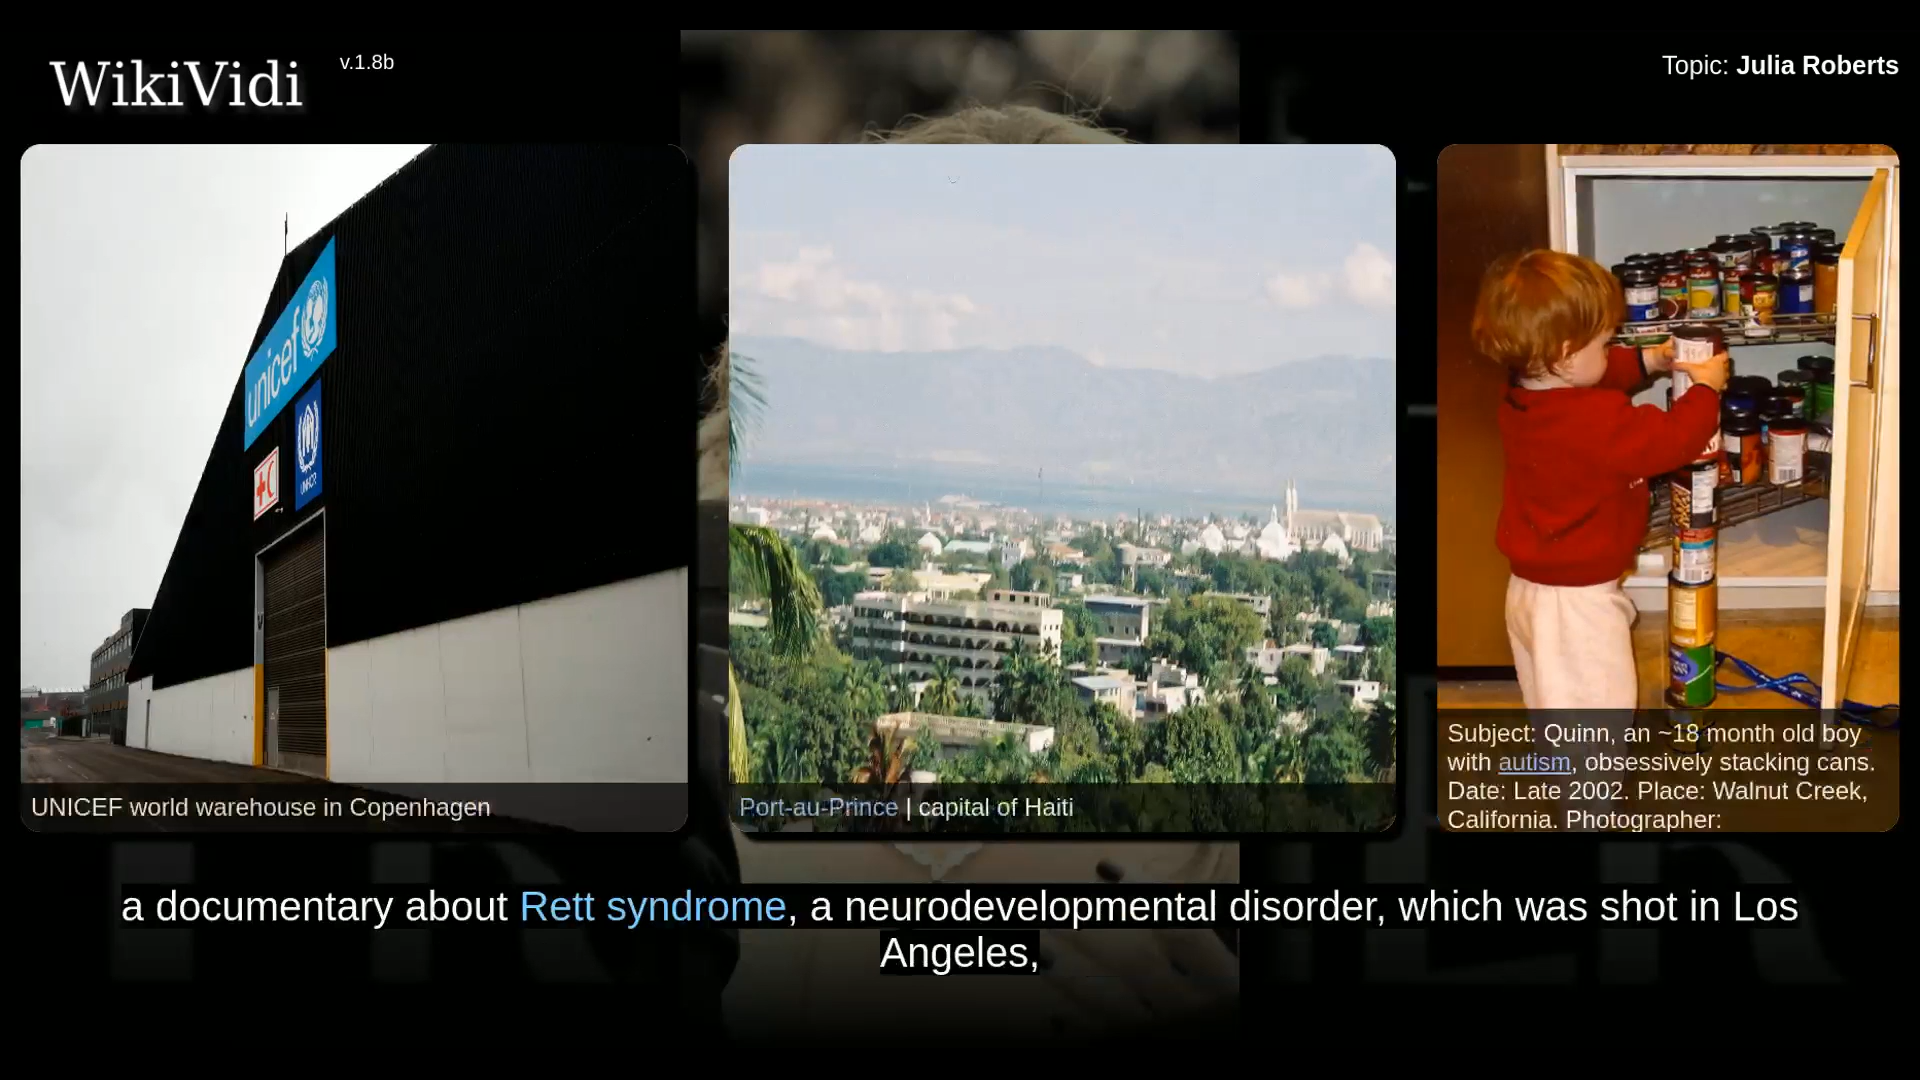 WikiVidi
v.1.8b
Topic: Julia Roberts
unicef
UNHCR
UNICEF world warehouse in Copenhagen
Port-au-Prince | capital of Haiti
Subject: Quinn, an ~18 month old boy
with autism, obsessively stacking cans.
Date: Late 2002. Place: Walnut Creek,
California. Photographer:
a documentary about Rett syndrome, a neurodevelopmental disorder, which was shot in Los
Angeles,